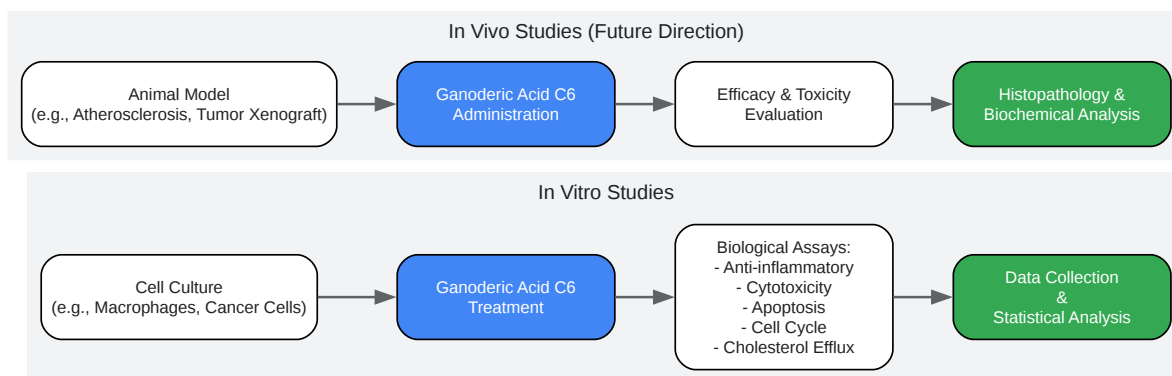 In Vivo Studies (Future Direction)
Animal Model
(e.g., Atherosclerosis, Tumor Xenograft)
Ganoderic Acid C6
Administration
Efficacy & Toxicity
Evaluation
Histopathology &
Biochemical Analysis
In Vitro Studies
Cell Culture
(e.g., Macrophages, Cancer Cells)
Ganoderic Acid C6
Treatment
Biological Assays:
- Anti-inflammatory
- Cytotoxicity
- Apoptosis
- Cell Cycle
- Cholesterol Efflux
Data Collection
&
Statistical Analysis